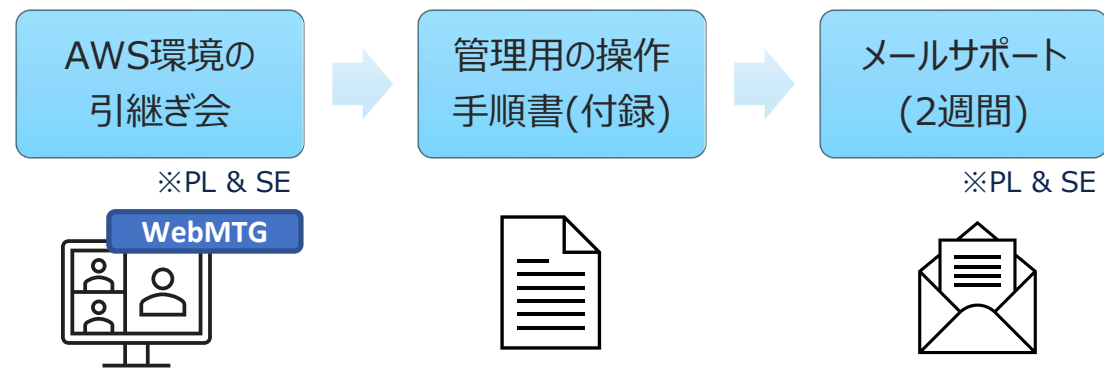 AWS環境の
引継ぎ会
管理用の操作
手順書(付録)
メールサポート
(2週間)
※PL & SE
※PL & SE
WebMTG